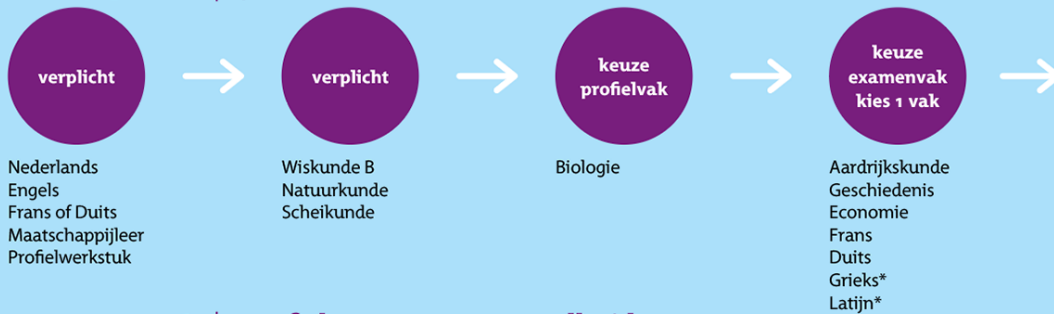 verplicht
Nederlands
Engels
Frans of Duits
Maatschappijleer
Profielwerkstuk
verplicht
Wiskunde B
Natuurkunde
Scheikunde
keuze
profielvak
Biologie
keuze
examenvak
kies 1 vak
Aardrijkskunde
Geschiedenis
Economie
Frans
Duits
Grieks*
Latijn*